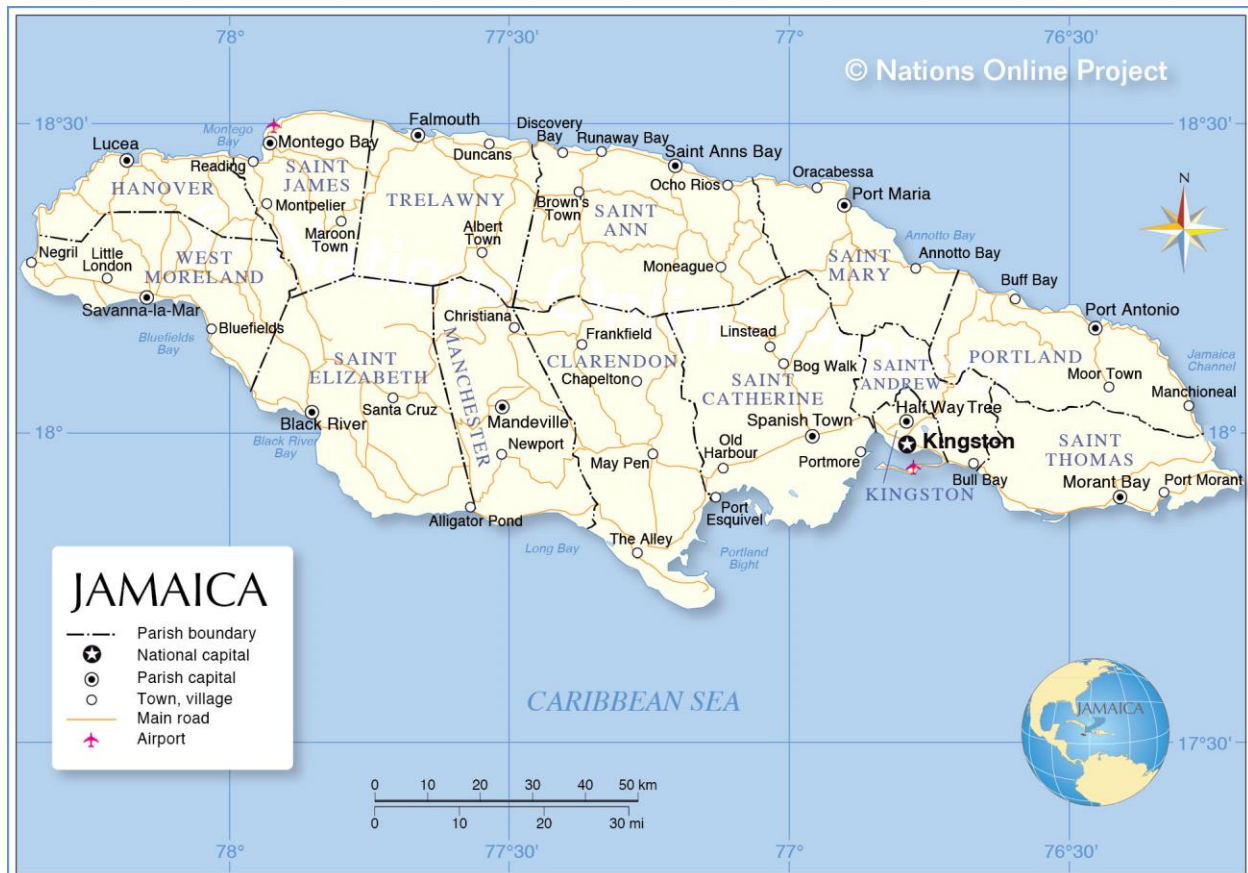 78°
77°30'
77°
76°30'
© Nations Online Project
18°30'
18°30'
Montego
Bay
Lucea
Montego Bay
Falmouth
Discovery
Bay
Runaway Bay
Duncans
Saint Anns Bay
Reading
HANOVER
SAINT
JAMES
Ocho Rios
Oracabessa
Port Maria
N
Montpelier
TRELAWNY
Brown's
Town
SAINT
ANN
Maroon
Town
Albert
Town
Annotto Bay
Negril
Little
London
WEST
MORELAND
Moneague
SAINT
MARY
Annotto Bay
Buff Bay
Savanna-la-Mar
Christiana
Port Antonio
Bluefields
Bay
Bluefields
Frankfield
Linstead
SAINT
ELIZABETH
MANCHESTER
CLARENDON
Bog Walk
SAINT
ANDREW
PORTLAND
Jamaica
Channel
Chapelton
SAINT
CATHERINE
Moor Town
Manchioneal
Santa Cruz
Black River
Mandeville
Half Way Tree
Spanish Town
Black River
Bay
18°
18°
Newport
Old
Harbour
Kingston
SAINT
THOMAS
May Pen
Portmore
Bull Bay
KINGSTON
Morant Bay
Port Morant
Alligator Pond
Port
Esquivel
Long Bay
The Alley
Portland
Bight
JAMAICA
Parish boundary
National capital
Parish capital
Town, village
Main road
Airport
CARIBBEAN SEA
JAMAICA
17°30'
0 10 20 30 40 50 km
0 10 20 30 mi
78°
77°30'
77°
76°30'